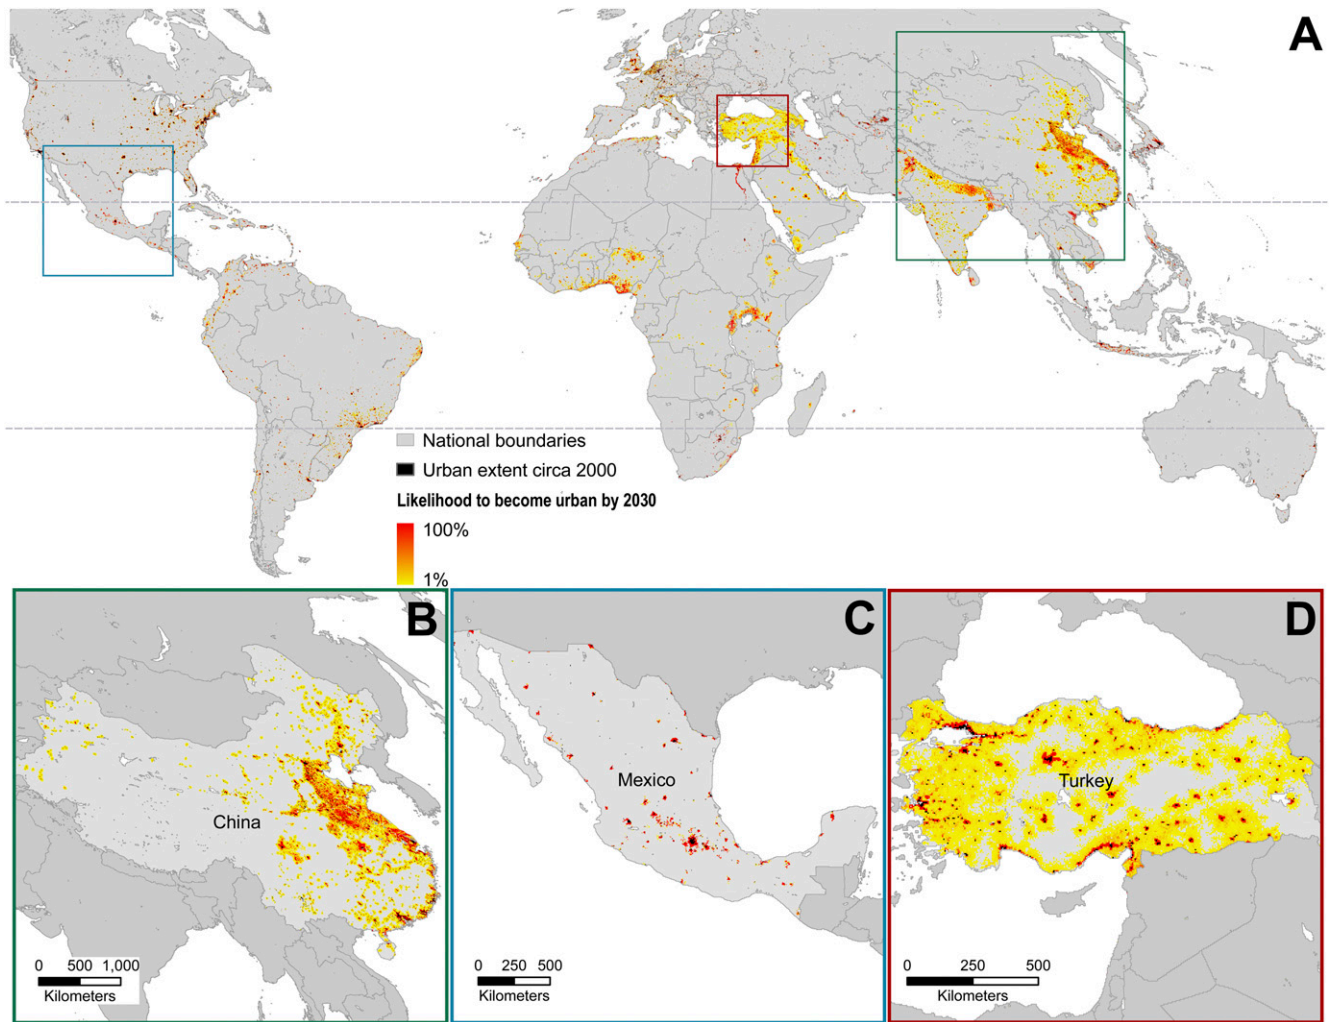 A
National boundaries
Urban extent circa 2000
Likelihood to become urban by 2030
100%
1%
B
China
0 500 1,000
Kilometers
C
Mexico
0 250 500
Kilometers
D
Turkey
0 250 500
Kilometers